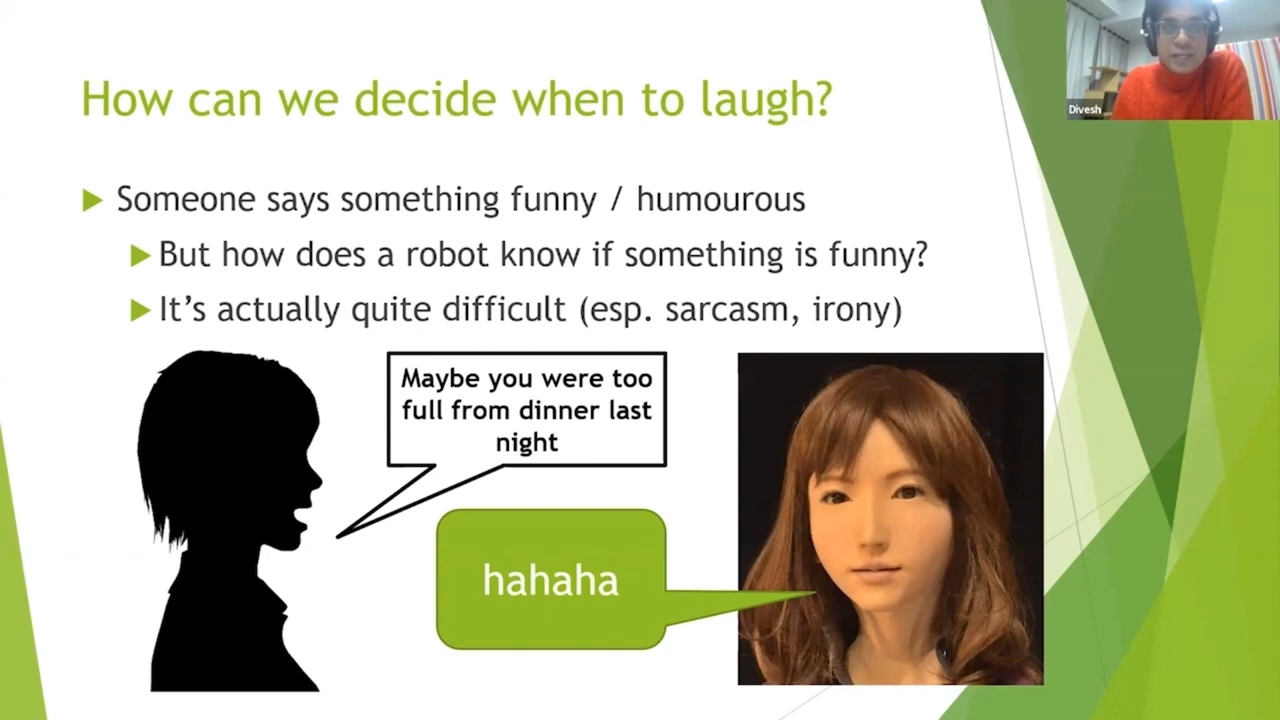 Divesh
How can we decide when to laugh?
Someone says something funny / humourous
But how does a robot know if something is funny?
It's actually quite difficult (esp. sarcasm, irony)
Maybe you were too
full from dinner last
night
hahaha